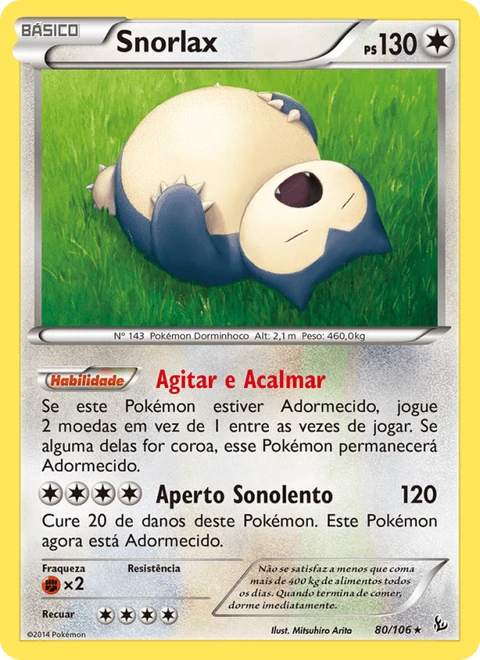 BÁSICO
Snorlax
PS130
Nº 143 Pokémon Dorminhoco Alt: 2,1 m Peso: 460,0kg
Habilidade Agitar e Acalmar
Se este Pokémon estiver Adormecido, jogue
2 moedas em vez de 1 entre as vezes de jogar. Se
alguma delas for coroa, esse Pokémon permanecerá
Adormecido.
Aperto Sonolento 120
Cure 20 de danos deste Pokémon. Este Pokémon
agora está Adormecido.
Fraqueza Resistência
×2
Não se satisfaz a menos que coma
mais de 400 kg de alimentos todos
os dias. Quando termina de comer,
dorme imediatamente.
Recuar
©2014 Pokémon
Ilust. Mitsuhiro Arita
80/106